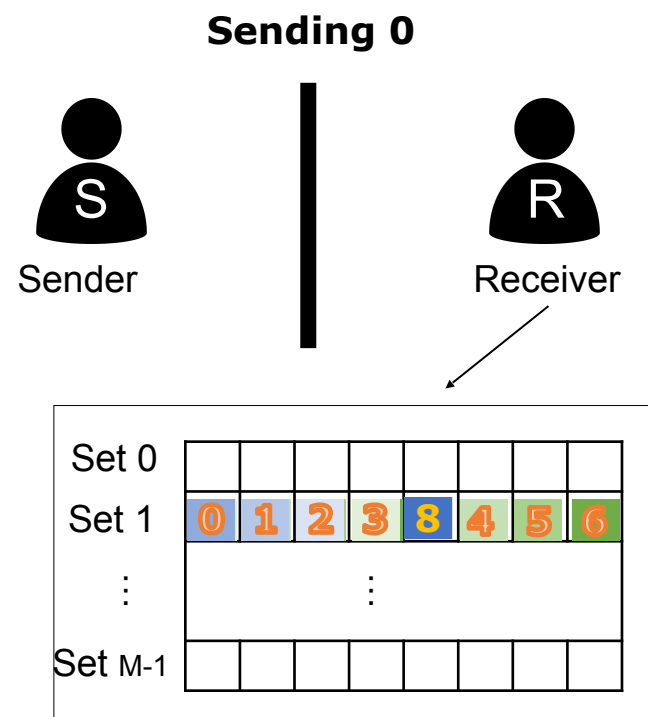 Sending 0
S
R
Sender
Receiver
Set 0
Set 1 0 1 2 3 8 4 5 6
⋮ ⋮
Set M-1